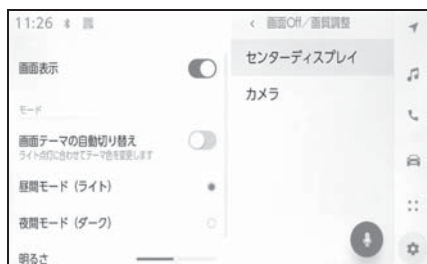 11:26
画面表示
モード
画面テーマの自動切り替え
ライト点灯に合わせてテーマ色を変更します
昼間モード（ライト）
夜間モード（ダーク）
明るさ
< 画面Off/画質調整
センターディスプレイ
カメラ